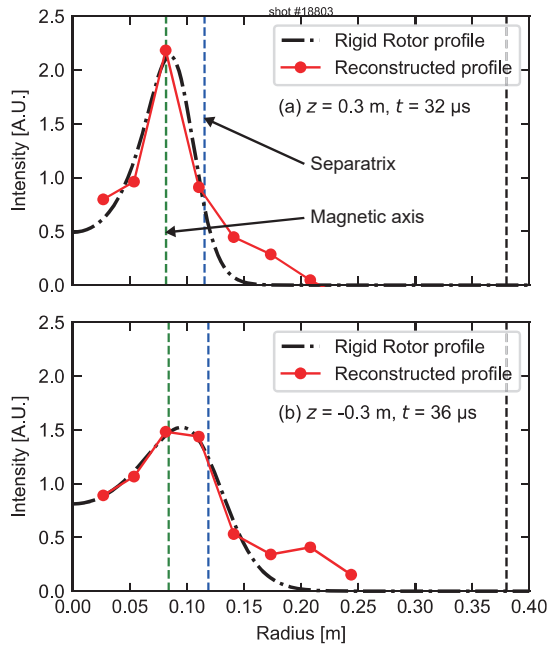 shot #18803
2.5
2.0
1.5
1.0
0.5
0.0
Intensity [A.U.]
Rigid Rotor profile
Reconstructed profile
(a) z = 0.3 m, t = 32 μs
Separatrix
Magnetic axis
2.5
2.0
1.5
1.0
0.5
0.0
Intensity [A.U.]
Rigid Rotor profile
Reconstructed profile
(b) z = -0.3 m, t = 36 μs
0.00 0.05 0.10 0.15 0.20 0.25 0.30 0.35 0.40
Radius [m]